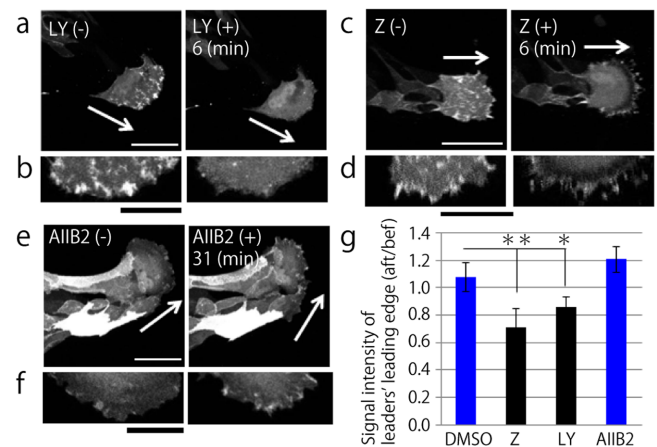 a
LY (-)
LY (+)
6 (min)
b
c
Z (-)
Z (+)
6 (min)
d
e
AIIB2 (-)
AIIB2 (+)
31 (min)
f
g
Signal intensity of
leaders' leading edge (aft/bef)
1.4
1.2
1.0
0.8
0.6
0.4
0.2
0.0
** *
DMSO Z LY AIIB2